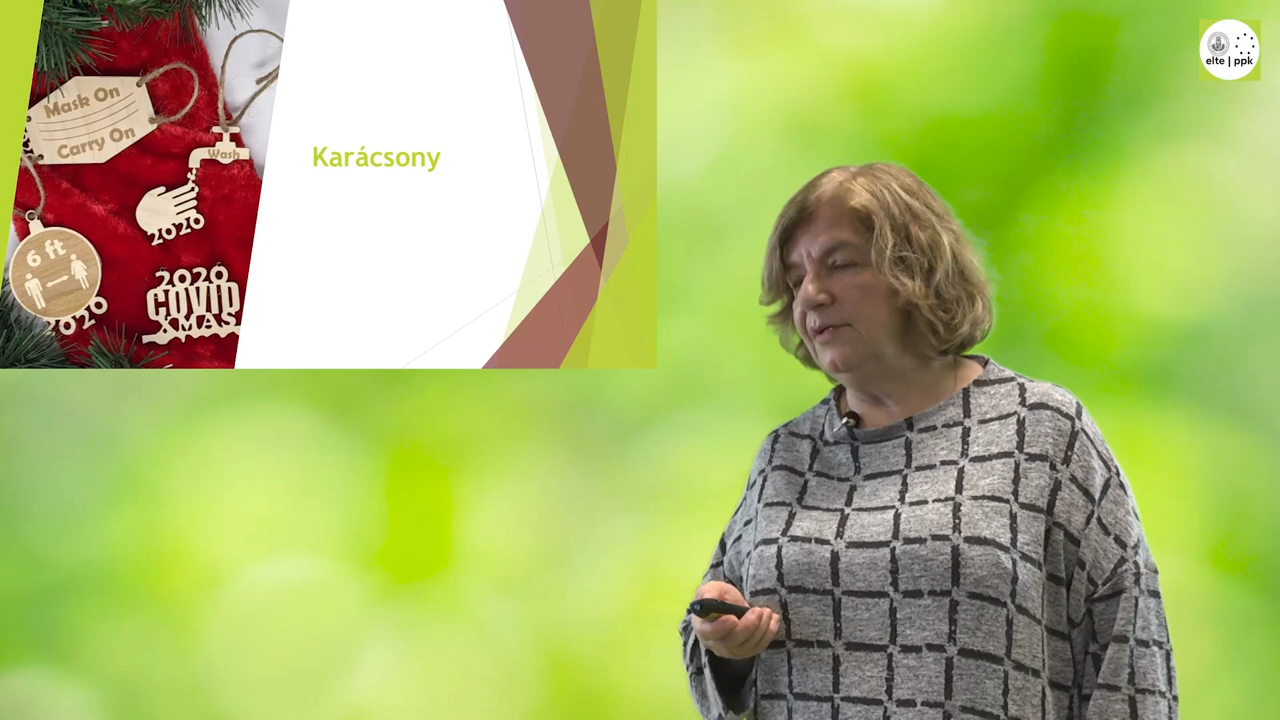 Mask On
Carry On
Wash
2020
6 ft
2020
2020
COVID
XMAS
Karácsony
elte | ppk